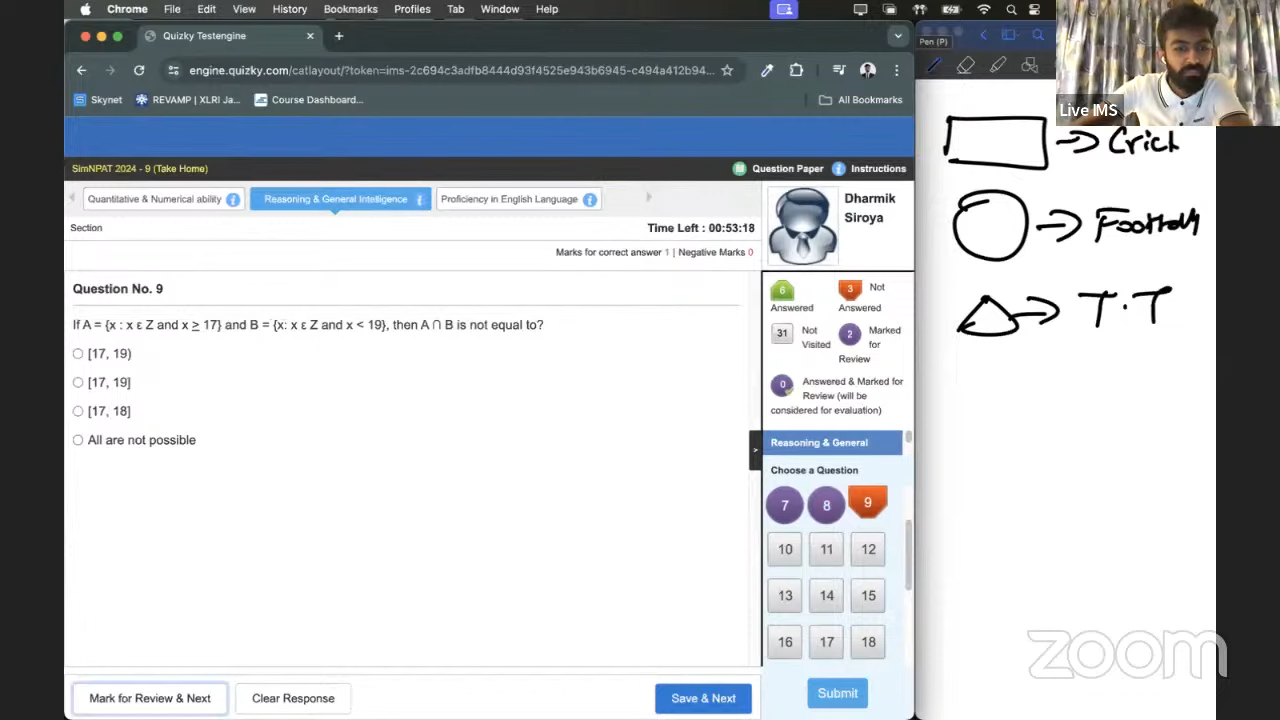 Chrome File Edit View History Bookmarks Profiles Tab Window Help
Quizky Testengine
engine.quizky.com/catlayout/?token=ims-2c694c3adfb8444d93f4525e943b6945-c494a412b94...
Skynet REVAMP | XLRI Ja... Course Dashboard... All Bookmarks
SimNPAT 2024 - 9 (Take Home) Question Paper Instructions
Quantitative & Numerical ability Reasoning & General Intelligence Proficiency in English Language
Section Time Left : 00:53:18
Marks for correct answer 1 | Negative Marks 0
Question No. 9
If A = {x : x ε Z and x ≥ 17} and B = {x: x ε Z and x < 19}, then A ∩ B is not equal to?
[17, 19)
[17, 19]
[17, 18]
All are not possible
Mark for Review & Next Clear Response Save & Next
Dharmik
Siroya
6 Answered 3 Not Answered
31 Not Visited 2 Marked for Review
0 Answered & Marked for Review (will be considered for evaluation)
Reasoning & General
Choose a Question
7 8 9
10 11 12
13 14 15
16 17 18
Submit
Pen (P)
Live IMS
T.T
zoom